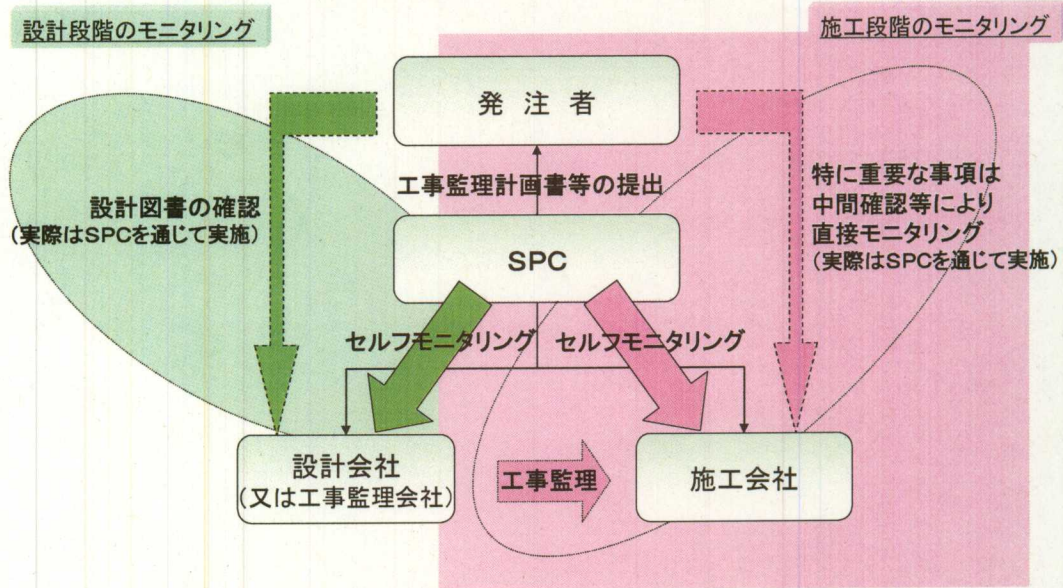 設計段階のモニタリング
施工段階のモニタリング
発 注 者
工事監理計画書等の提出
設計図書の確認
(実際はSPCを通じて実施)
特に重要な事項は
中間確認等により
直接モニタリング
(実際はSPCを通じて実施)
SPC
セルフモニタリング
セルフモニタリング
設計会社
(又は工事監理会社)
工事監理
施工会社